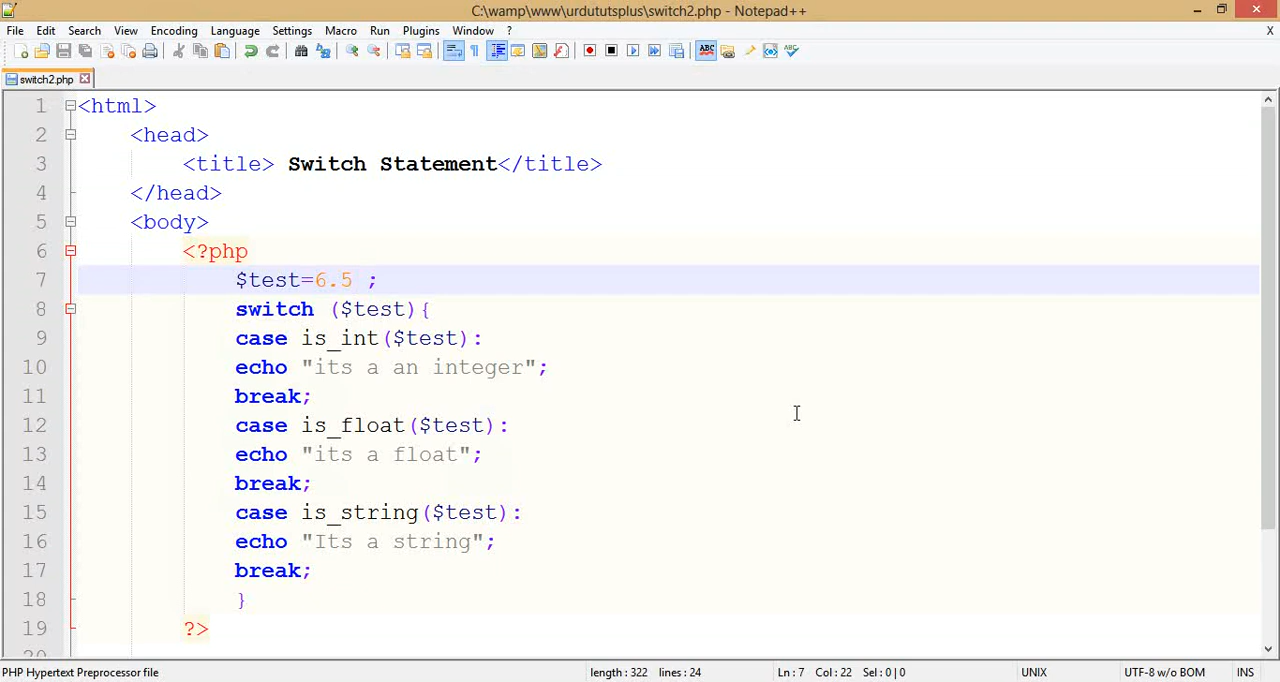 C:\wamp\www\urdututsplus\switch2.php - Notepad++
File Edit Search View Encoding Language Settings Macro Run Plugins Window ? X
switch2.php
1 <html>
2 <head>
3 <title> Switch Statement</title>
4 </head>
5 <body>
6 <?php
7 $test=6.5 ;
8 switch ($test){
9 case is_int($test):
10 echo "its a an integer";
11 break;
12 case is_float($test):
13 echo "its a float";
14 break;
15 case is_string($test):
16 echo "Its a string";
17 break;
18 }
19 ?>
20
PHP Hypertext Preprocessor file length : 322 lines : 24 Ln : 7 Col : 22 Sel : 0 | 0 UNIX UTF-8 w/o BOM INS